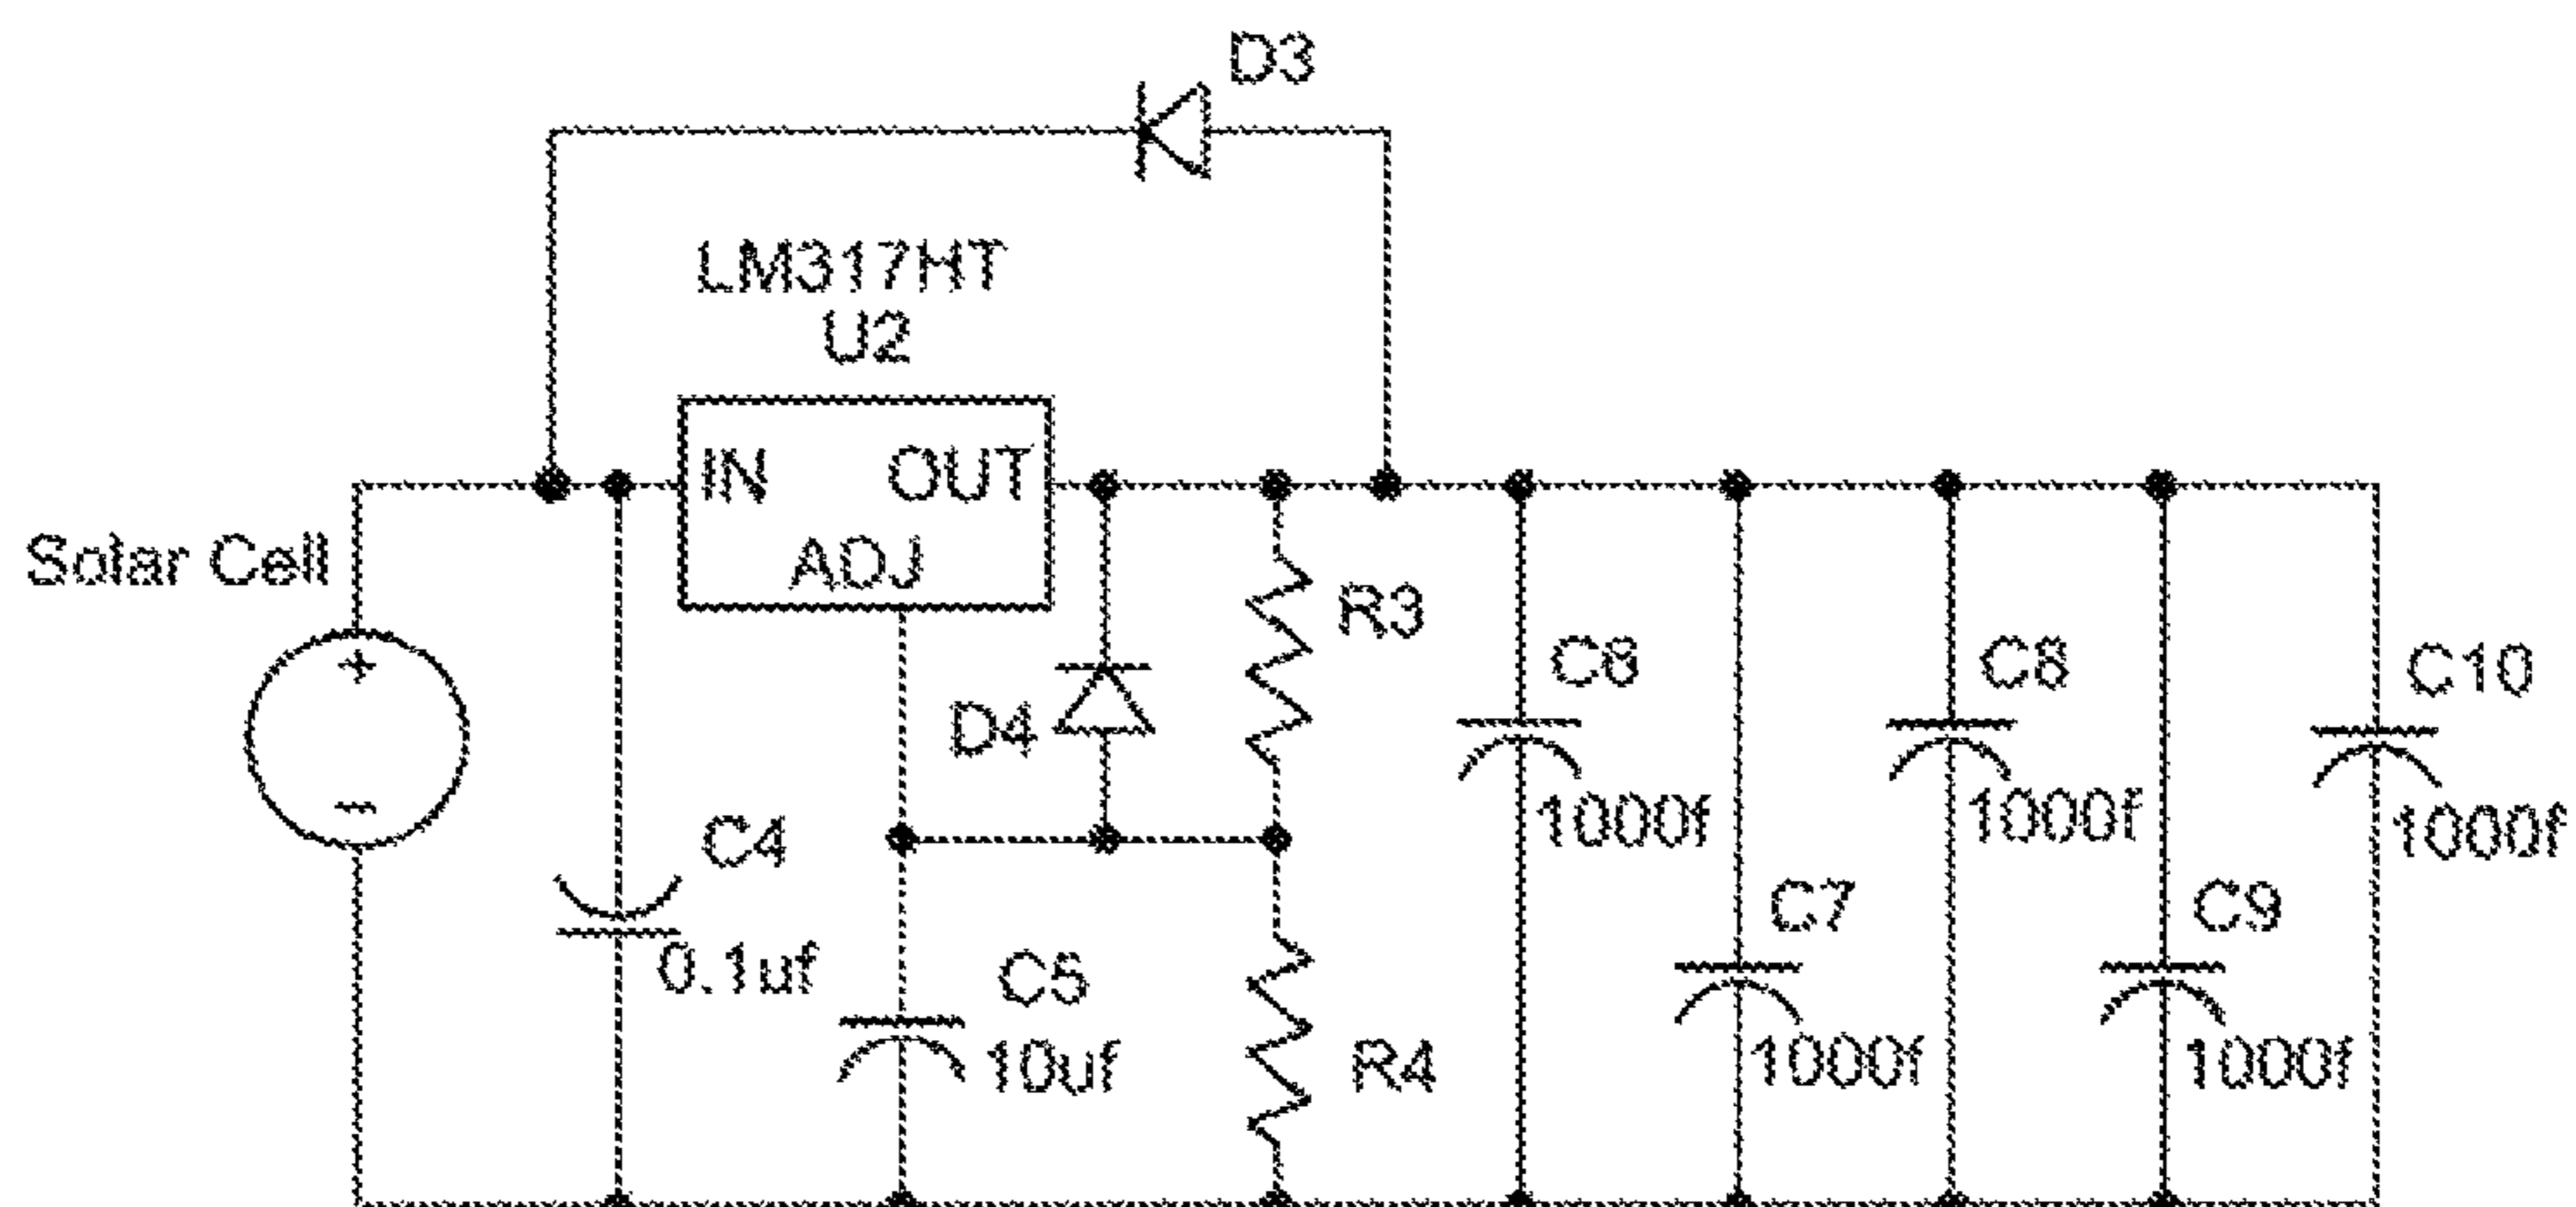 D3
LM317HT
U2
IN OUT
ADJ
Solar Cell
+
−
R3
D4
C6
1000f
C8
1000f
C10
1000f
C4
0.1uf
C5
10uf
R4
C7
1000f
C9
1000f